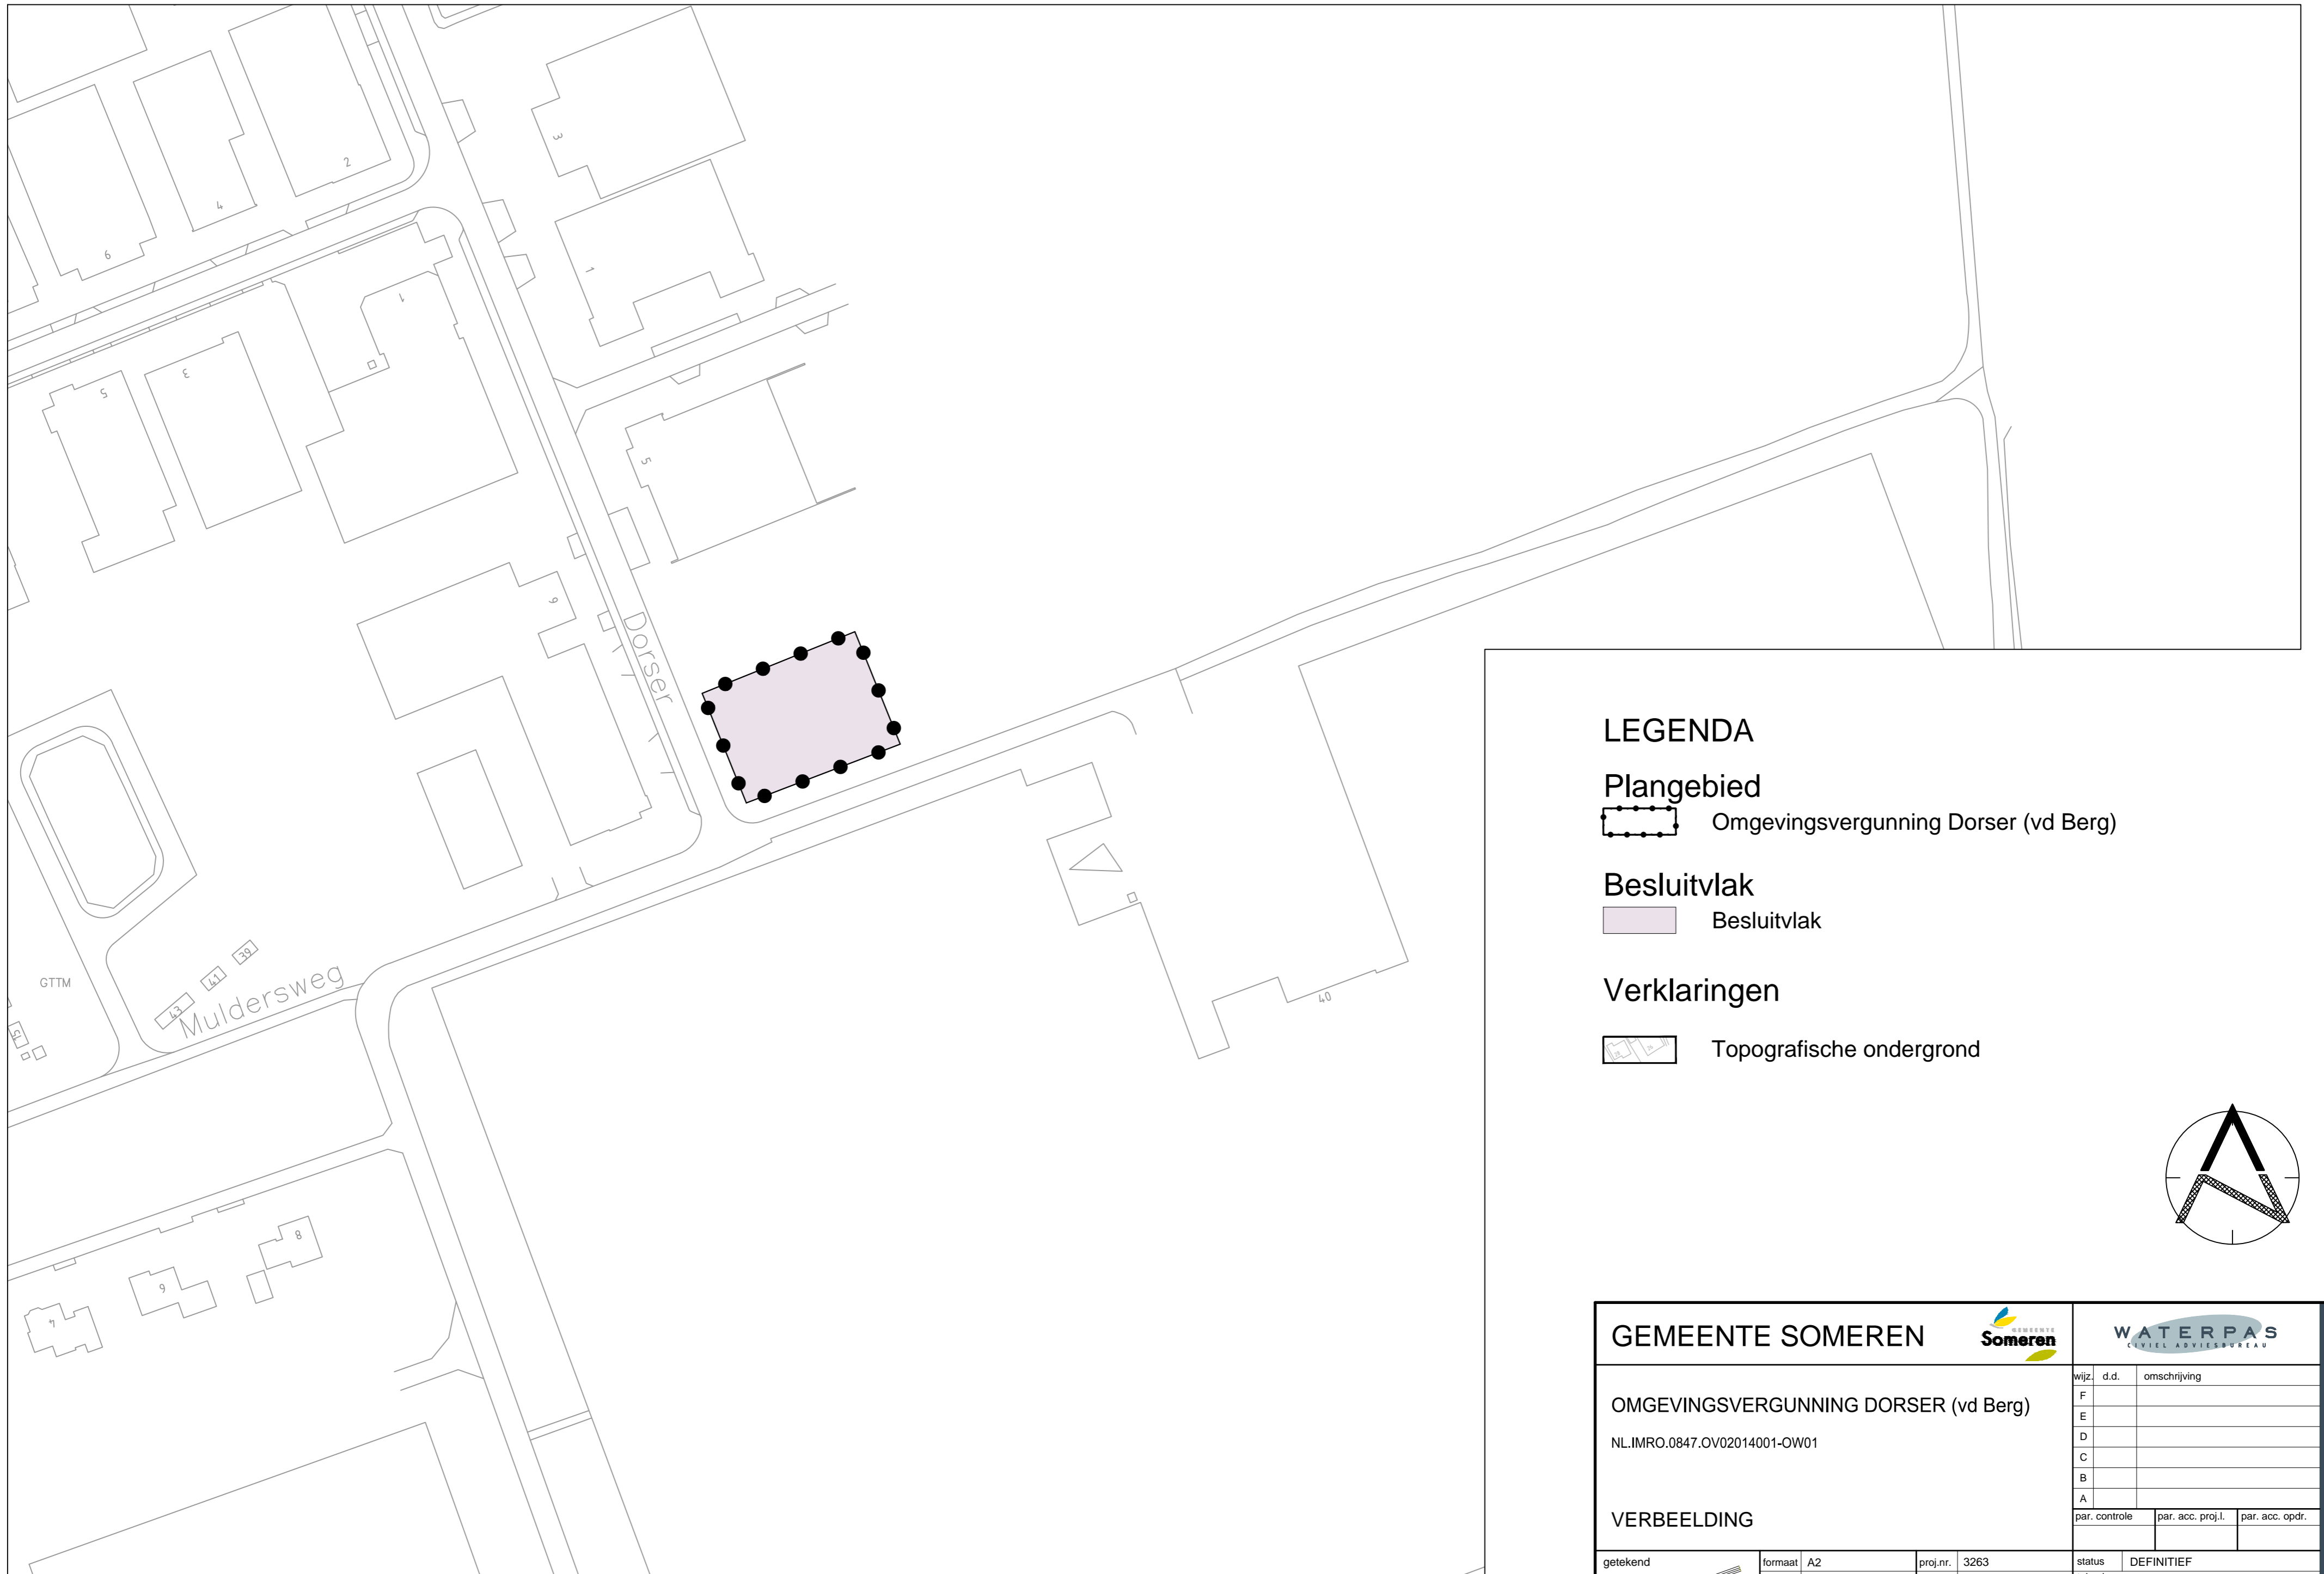 2
4
6
3
1
1
3
5
5
9
Dorser
GTTM
39
41
43
Muldersweg
40
8
6
4
LEGENDA
Plangebied
Omgevingsvergunning Dorser (vd Berg)
Besluitvlak
Besluitvlak
Verklaringen
Topografische ondergrond
GEMEENTE SOMEREN
GEMEENTE
Someren
WATERPAS
CIVIEL ADVIESBUREAU
wijz. d.d. omschrijving
F
E
D
C
B
A
OMGEVINGSVERGUNNING DORSER (vd Berg)
NL.IMRO.0847.OV02014001-OW01
VERBEELDING
par. controle par. acc. proj.l. par. acc. opdr.
getekend formaat A2 proj.nr. 3263 status DEFINITIEF